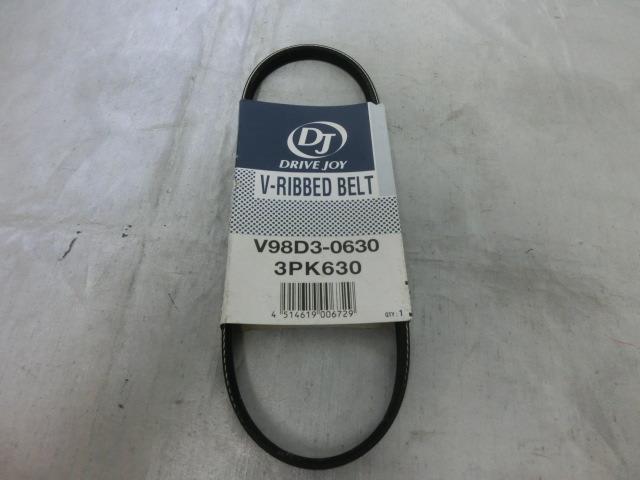 DJ
DRIVE JOY
V-RIBBED BELT
V98D3-0630
3PK630
4 514619 006729
QTY : 1